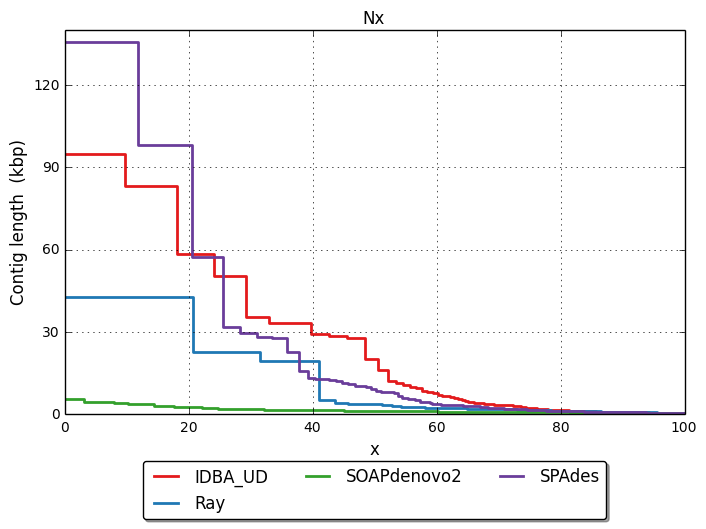 Nx
Contig length (kbp)
120
90
60
30
0
0 20 40 60 80 100
x
IDBA_UD SOAPdenovo2 SPAdes
Ray